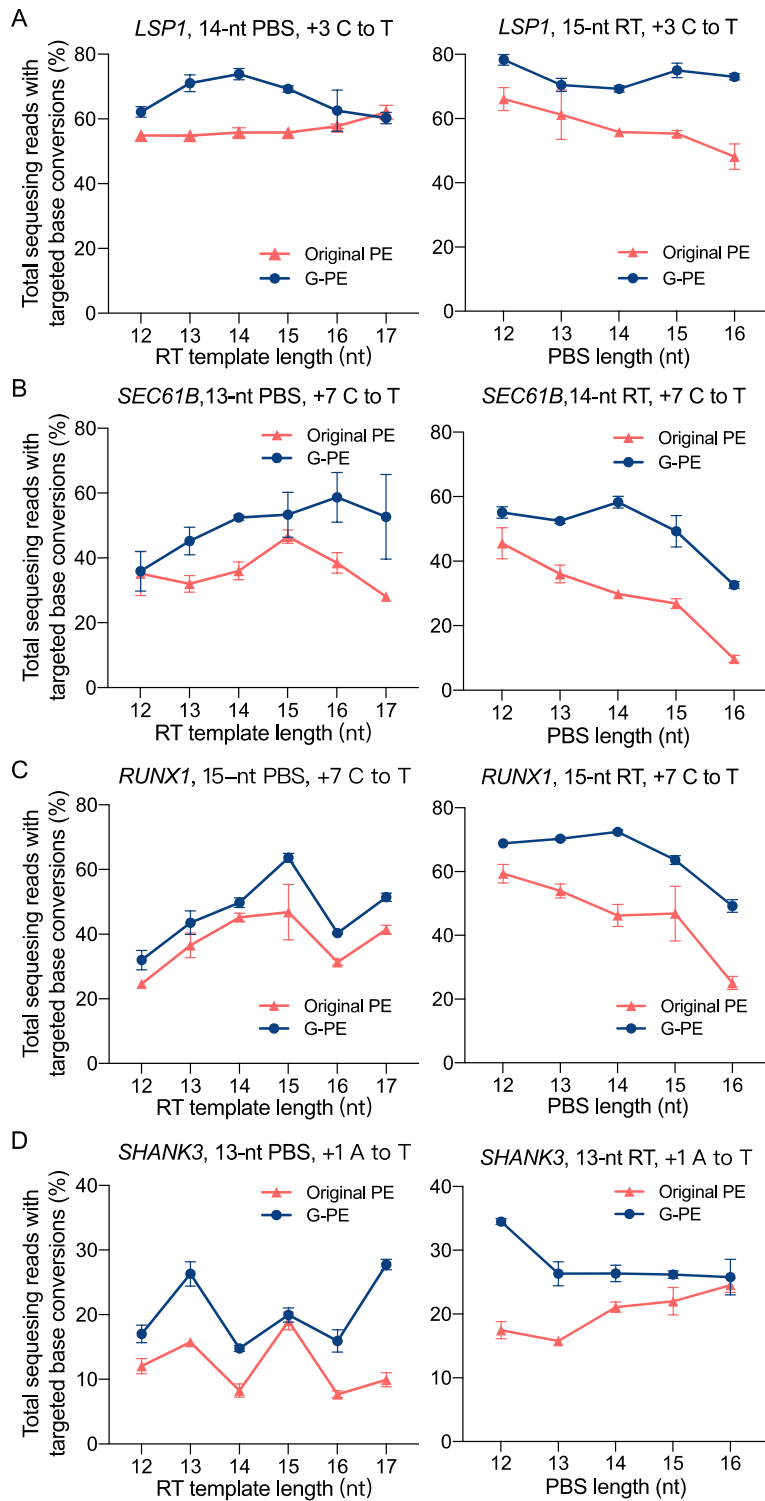 A
LSP1, 14-nt PBS, +3 C to T
Total sequesing reads with
targeted base conversions (%)
80
60
40
20
0
Original PE
G-PE
12 13 14 15 16 17
RT template length (nt)
LSP1, 15-nt RT, +3 C to T
80
60
40
20
0
Original PE
G-PE
12 13 14 15 16
PBS length (nt)
B
SEC61B,13-nt PBS, +7 C to T
Total sequesing reads with
targeted base conversions (%)
80
60
40
20
0
Original PE
G-PE
12 13 14 15 16 17
RT template length (nt)
SEC61B,14-nt RT, +7 C to T
80
60
40
20
0
Original PE
G-PE
12 13 14 15 16
PBS length (nt)
C
RUNX1, 15–nt PBS, +7 C to T
Total sequesing reads with
targeted base conversions (%)
80
60
40
20
0
Original PE
G-PE
12 13 14 15 16 17
RT template length (nt)
RUNX1, 15-nt RT, +7 C to T
80
60
40
20
0
Original PE
G-PE
12 13 14 15 16
PBS length (nt)
D
SHANK3, 13-nt PBS, +1 A to T
Total sequesing reads with
targeted base conversions (%)
40
30
20
10
0
Original PE
G-PE
12 13 14 15 16 17
RT template length (nt)
SHANK3, 13-nt RT, +1 A to T
40
30
20
10
0
Original PE
G-PE
12 13 14 15 16
PBS length (nt)